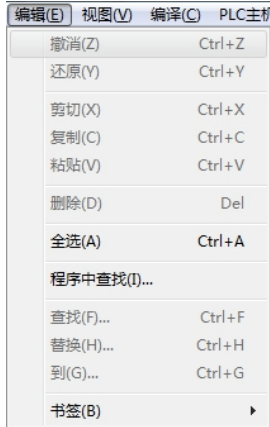 编辑(E) 视图(V) 编译(C) PLC主机
撤消(Z) Ctrl+Z
还原(Y) Ctrl+Y
剪切(X) Ctrl+X
复制(C) Ctrl+C
粘贴(V) Ctrl+V
删除(D) Del
全选(A) Ctrl+A
程序中查找(I)...
查找(F)... Ctrl+F
替换(H)... Ctrl+H
到(G)... Ctrl+G
书签(B)